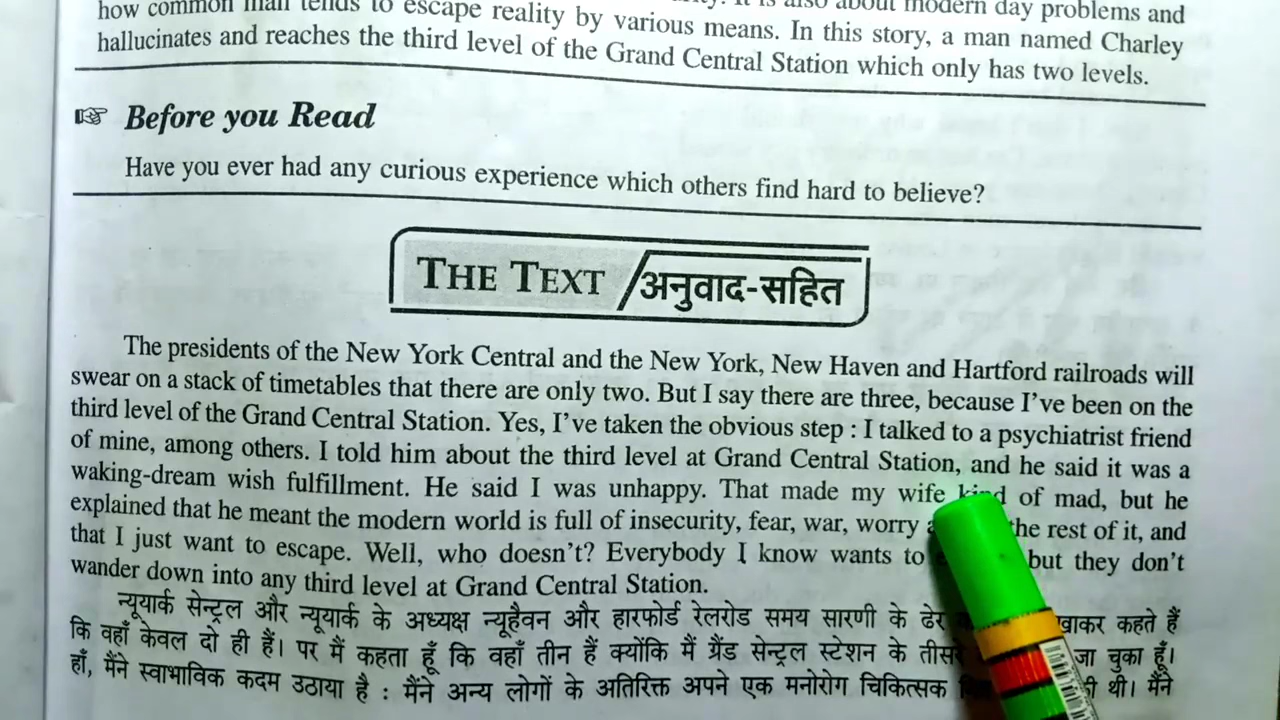 how common man tends to escape reality by various means. In this story, a man named Charley
is also about modern day problems and
hallucinates and reaches the third level of the Grand Central Station which only has two levels.
Before you Read
Have you ever had any curious experience which others find hard to believe?
THE TEXT / अनुवाद-सहित
The presidents of the New York Central and the New York, New Haven and Hartford railroads will
swear on a stack of timetables that there are only two. But I say there are three, because I've been on the
third level of the Grand Central Station. Yes, I've taken the obvious step : I talked to a psychiatrist friend
of mine, among others. I told him about the third level at Grand Central Station, and he said it was a
waking-dream wish fulfillment. He said I was unhappy. That made my wife kind of mad, but he
explained that he meant the modern world is full of insecurity, fear, war, worry the rest of it, and
that I just want to escape. Well, who doesn't? Everybody I know wants to but they don't
wander down into any third level at Grand Central Station.
न्यूयार्क सेन्ट्रल और न्यूयार्क के अध्यक्ष न्यूहैवन और हारफोर्ड रेलरोड समय सारणी के ढेर खाकर कहते हैं
कि वहाँ केवल दो ही हैं। पर मैं कहता हूँ कि वहाँ तीन हैं क्योंकि मैं ग्रैंड सेन्ट्रल स्टेशन के तीसरे जा चुका हूँ।
हाँ, मैंने स्वाभाविक कदम उठाया है : मैंने अन्य लोगों के अतिरिक्त अपने एक मनोरोग चिकित्सक थी। मैंने